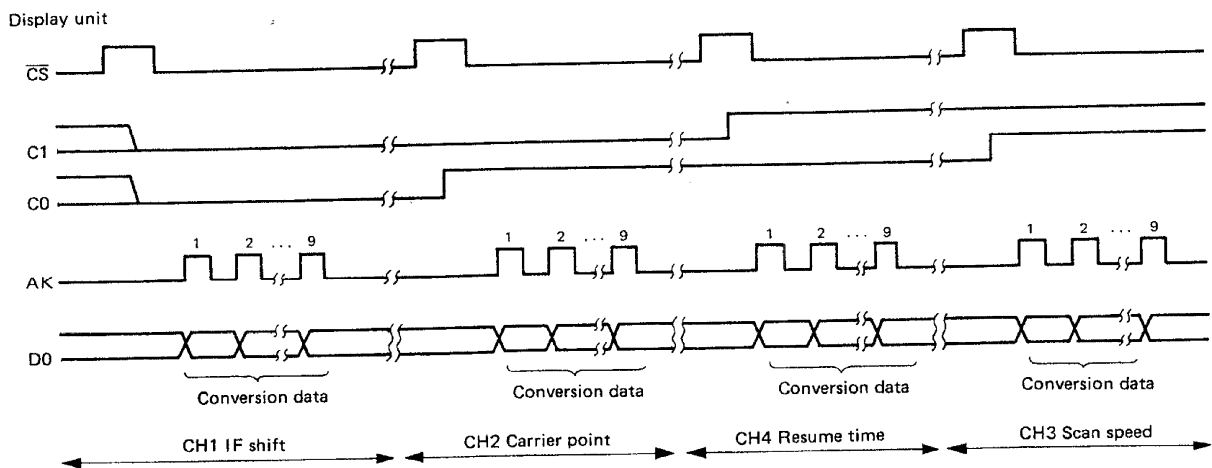 Display unit
CS
C1
C0
1 2 ... 9 1 2 ... 9 1 2 ... 9 1 2 ... 9
AK
D0
Conversion data Conversion data Conversion data Conversion data
CH1 IF shift CH2 Carrier point CH4 Resume time CH3 Scan speed